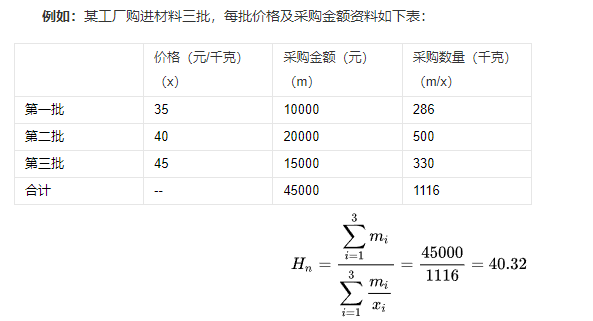 例如：某工厂购进材料三批，每批价格及采购金额资料如下表：
价格（元/千克） 采购金额（元） 采购数量（千克）
（x） （m） （m/x）
第一批 35 10000 286
第二批 40 20000 500
第三批 45 15000 330
合计 -- 45000 1116
H_n = \frac{\sum_{i=1}^{3} m_i}{\sum_{i=1}^{3} \frac{m_i}{x_i}} = \frac{45000}{1116} = 40.32